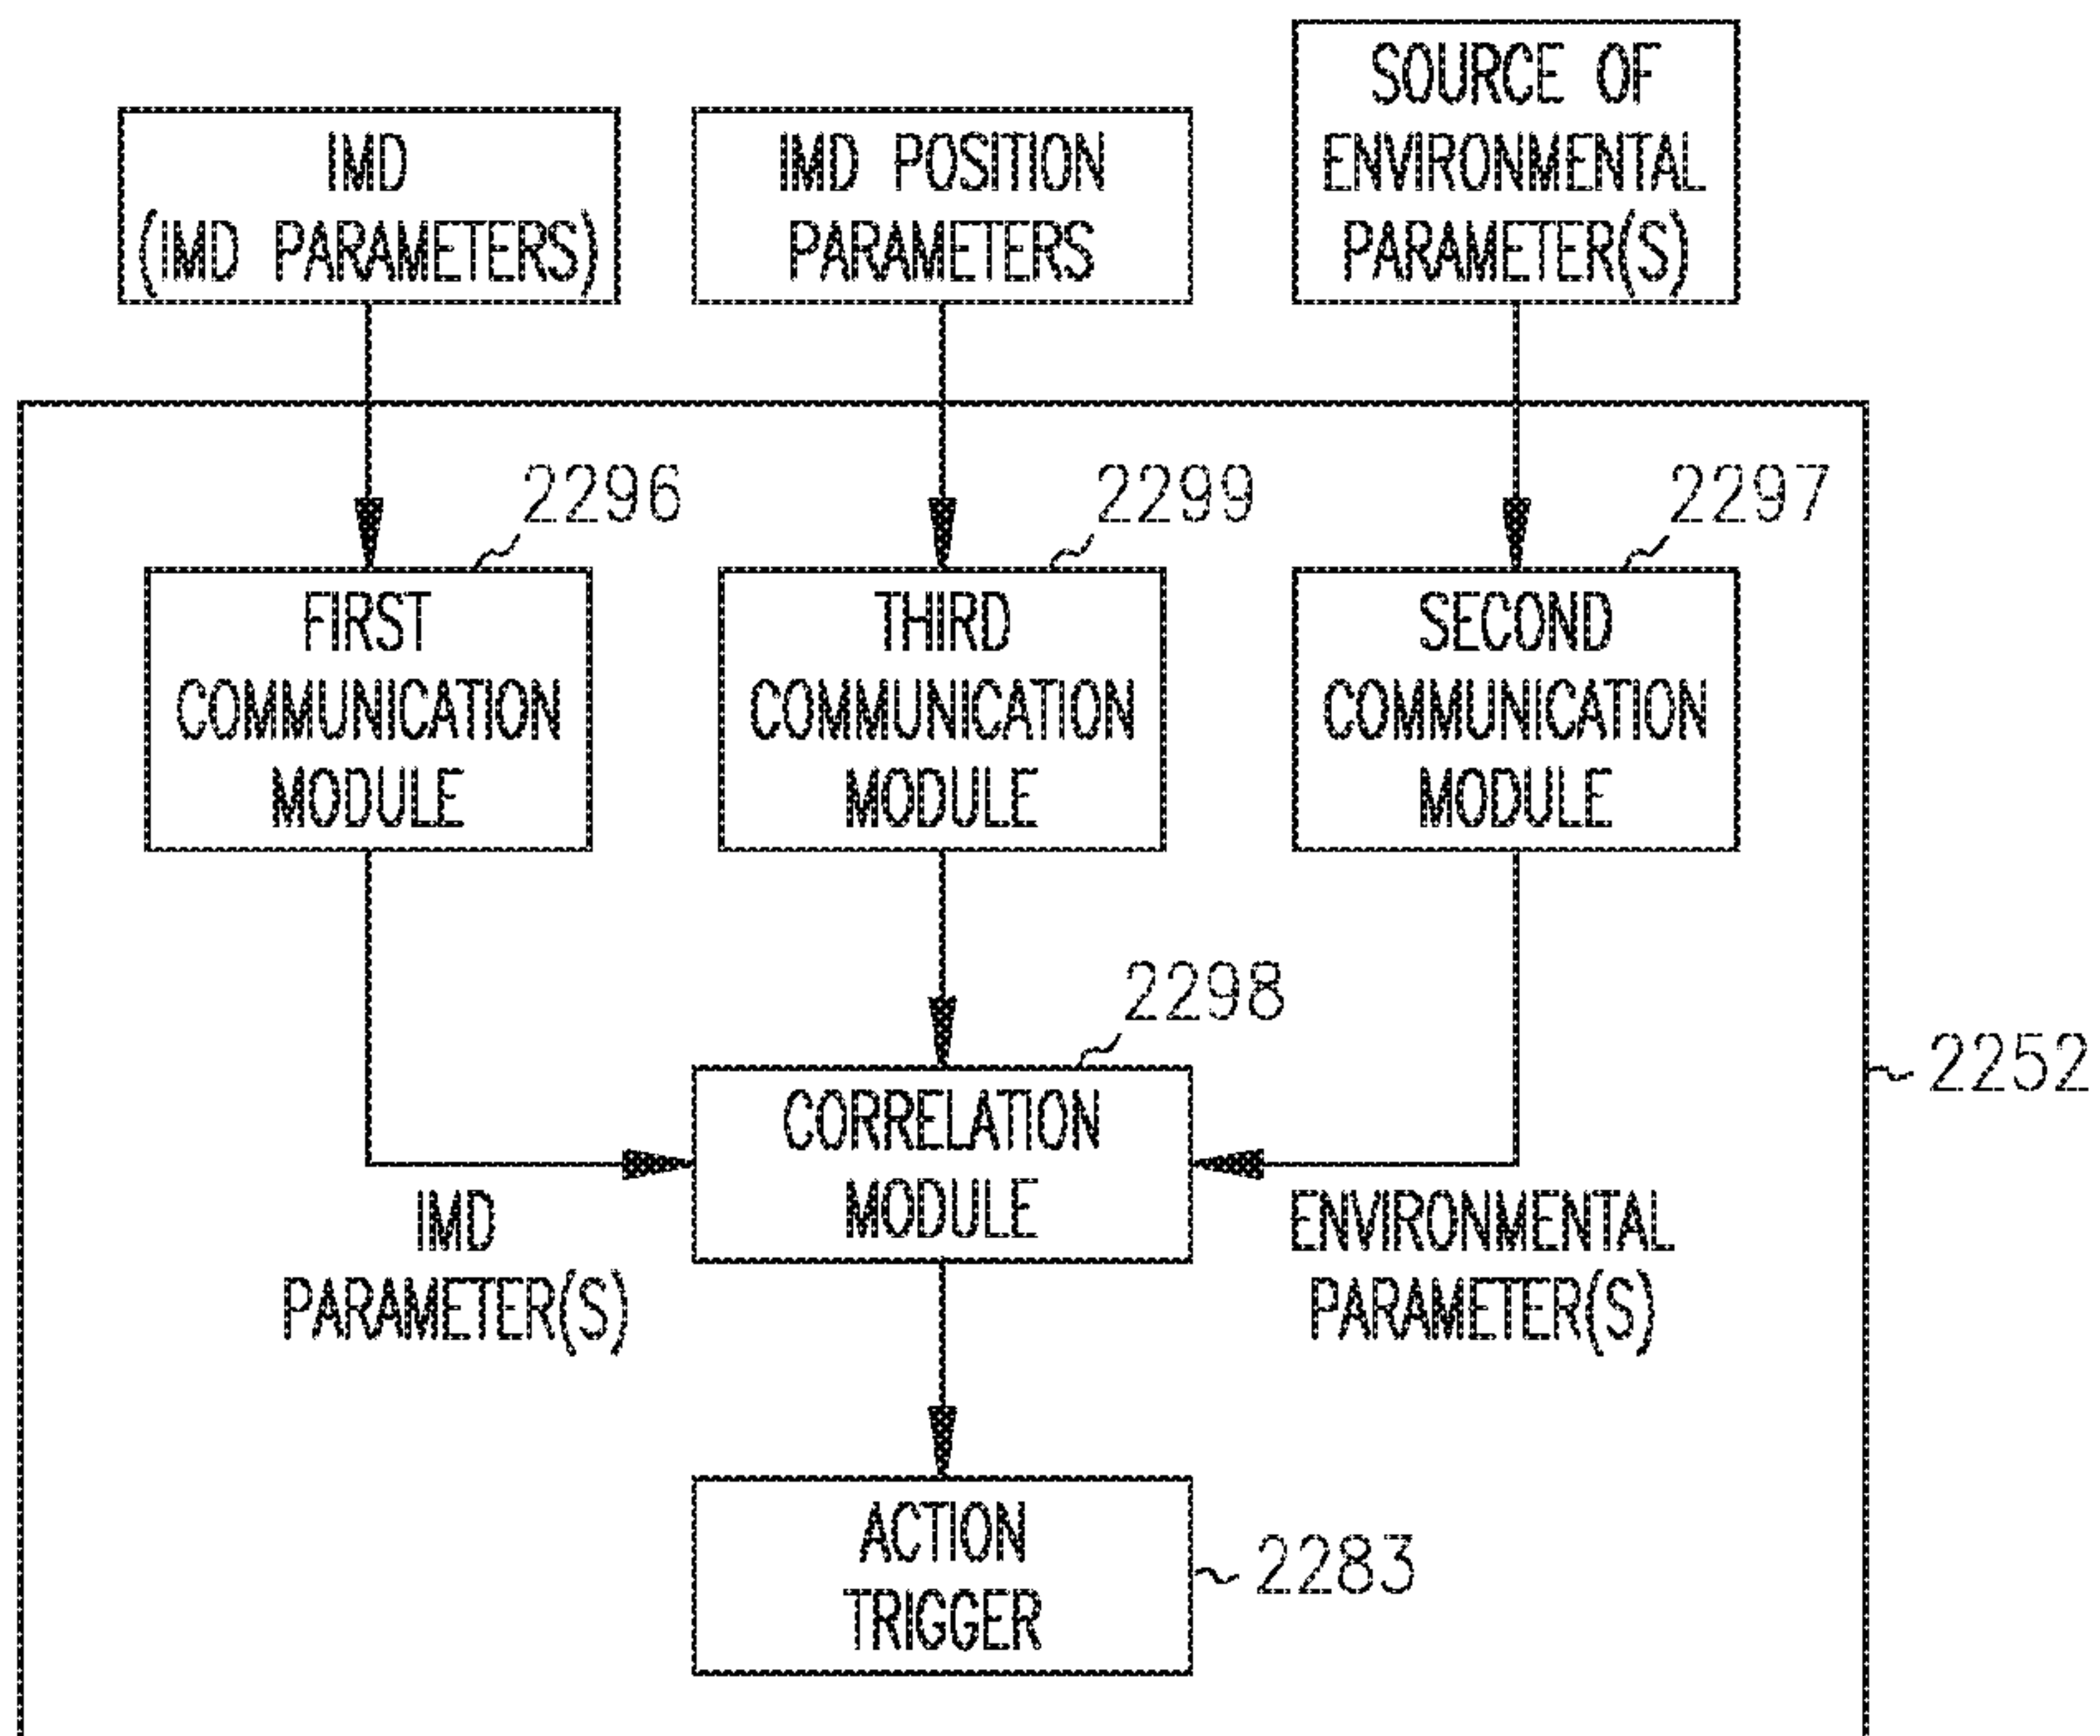 IMD
(IMD PARAMETERS)
IMD POSITION
PARAMETERS
SOURCE OF
ENVIRONMENTAL
PARAMETER(S)
2296
2299
2297
FIRST
COMMUNICATION
MODULE
THIRD
COMMUNICATION
MODULE
SECOND
COMMUNICATION
MODULE
2298
CORRELATION
MODULE
2252
IMD
PARAMETER(S)
ENVIRONMENTAL
PARAMETER(S)
ACTION
TRIGGER
2283